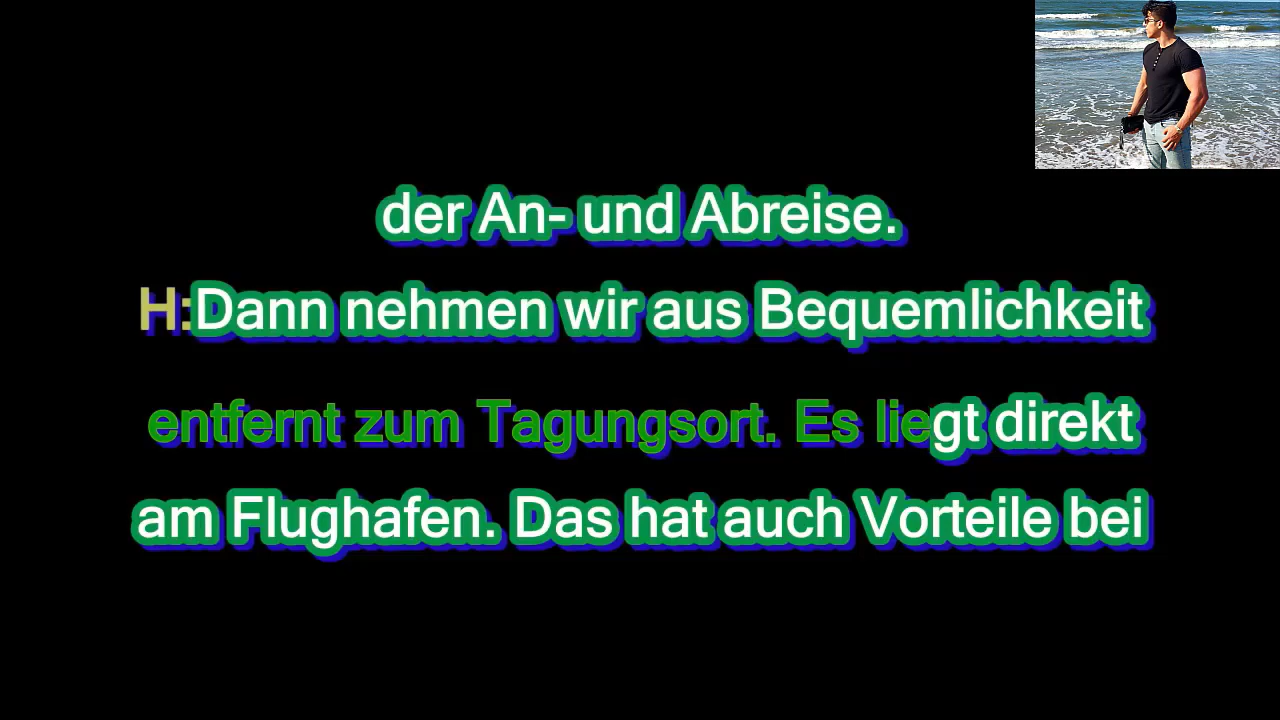 der An- und Abreise.
H:Dann nehmen wir aus Bequemlichkeit
entfernt zum Tagungsort. Es liegt direkt
am Flughafen. Das hat auch Vorteile bei